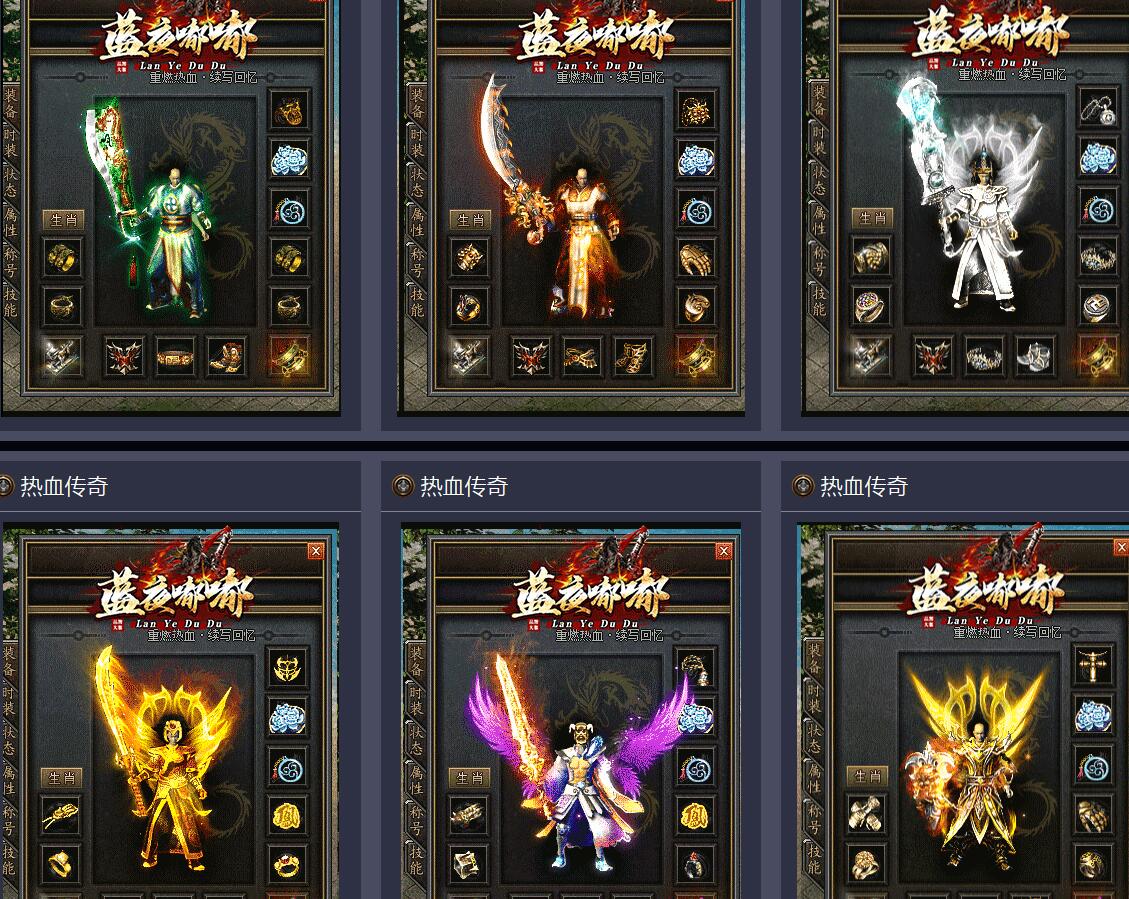 蓝夜嘟嘟
Lan Ye Du Du
重燃热血·续写回忆
装备
时装
状态
属性
称号
技能
生肖
蓝夜嘟嘟
Lan Ye Du Du
重燃热血·续写回忆
装备
时装
状态
属性
称号
技能
生肖
蓝夜嘟嘟
Lan Ye Du Du
重燃热血·续写回忆
装备
时装
状态
属性
称号
技能
生肖
热血传奇
热血传奇
热血传奇
蓝夜嘟嘟
Lan Ye Du Du
重燃热血·续写回忆
装备
时装
状态
属性
称号
技能
生肖
蓝夜嘟嘟
Lan Ye Du Du
重燃热血·续写回忆
装备
时装
状态
属性
称号
技能
生肖
蓝夜嘟嘟
Lan Ye Du Du
重燃热血·续写回忆
装备
时装
状态
属性
称号
技能
生肖